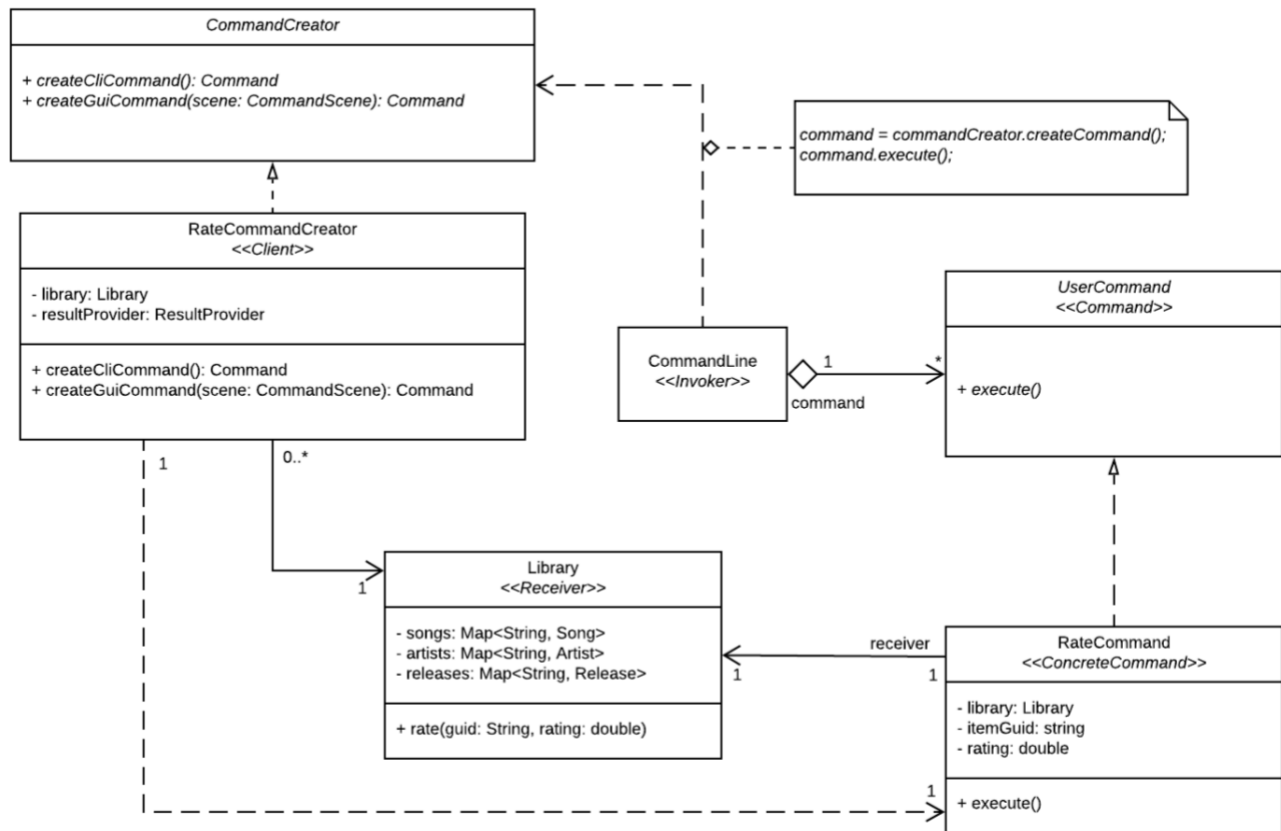 CommandCreator
+ createCliCommand(): Command
+ createGuiCommand(scene: CommandScene): Command
command = commandCreator.createCommand();
command.execute();
RateCommandCreator
<<Client>>
- library: Library
- resultProvider: ResultProvider
+ createCliCommand(): Command
+ createGuiCommand(scene: CommandScene): Command
UserCommand
<<Command>>
+ execute()
CommandLine
<<Invoker>>
1
*
command
1
0..*
1
Library
<<Receiver>>
- songs: Map<String, Song>
- artists: Map<String, Artist>
- releases: Map<String, Release>
+ rate(guid: String, rating: double)
receiver
1
1
RateCommand
<<ConcreteCommand>>
- library: Library
- itemGuid: string
- rating: double
+ execute()
1